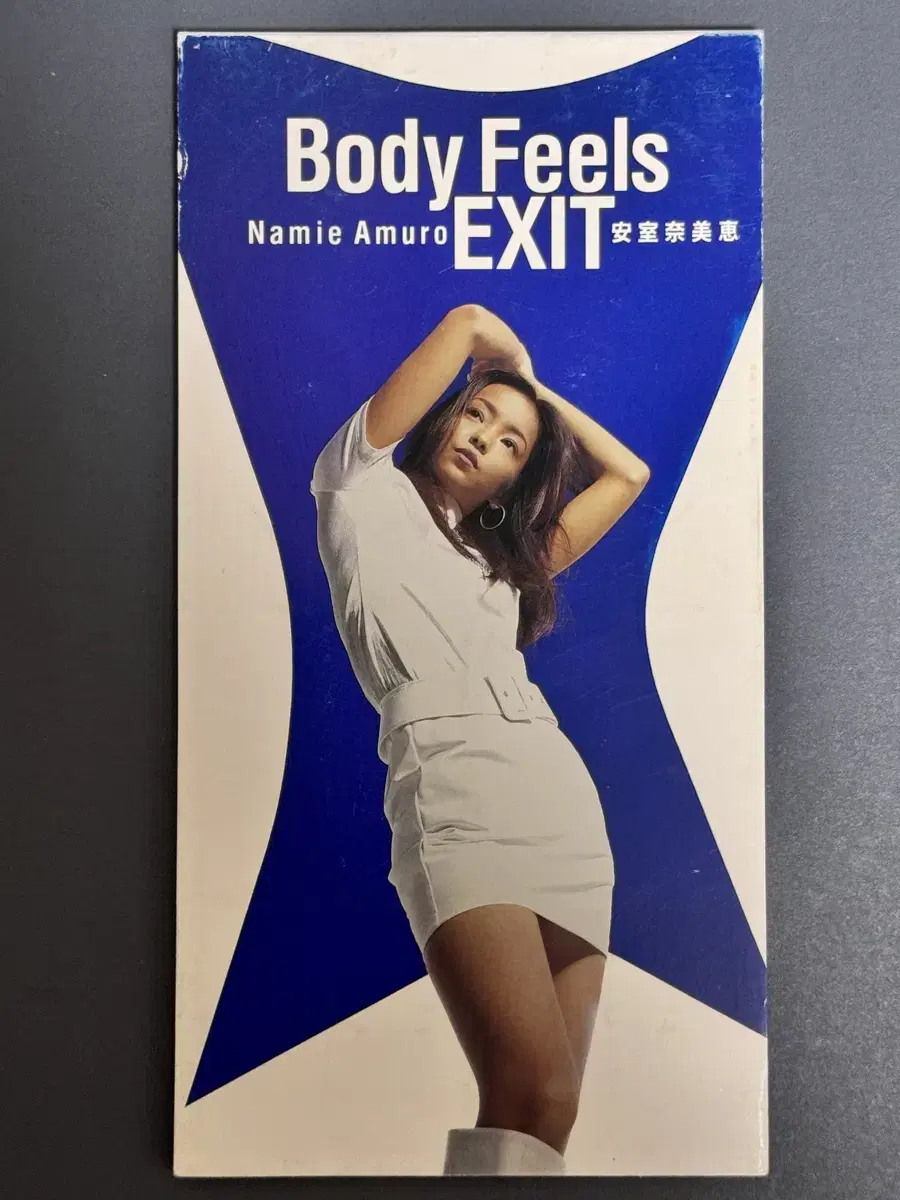 Body Feels
EXIT
Namie Amuro
安室奈美恵